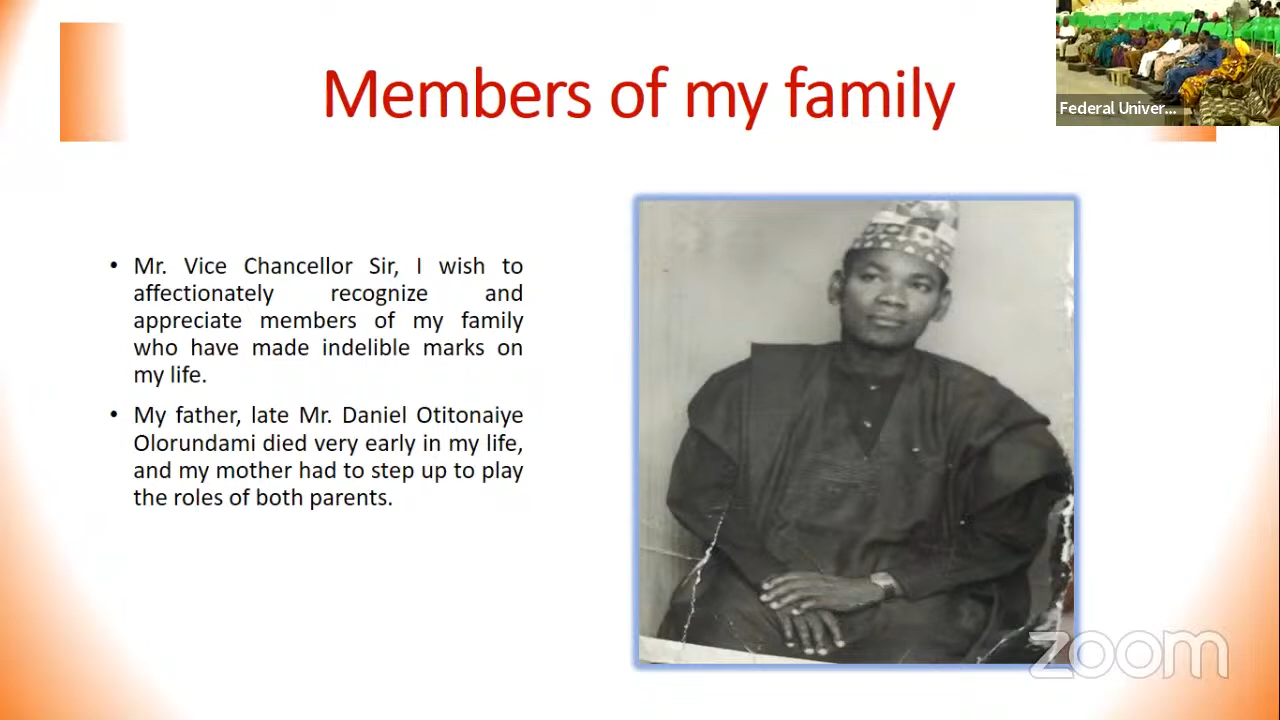 Members of my family
Federal Univer...
• Mr. Vice Chancellor Sir, I wish to
affectionately recognize and
appreciate members of my family
who have made indelible marks on
my life.
• My father, late Mr. Daniel Otitonaiye
Olorundami died very early in my life,
and my mother had to step up to play
the roles of both parents.
zoom